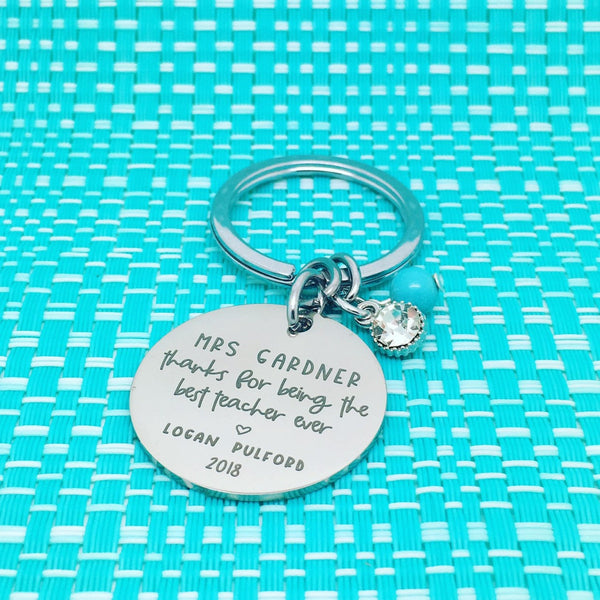 MRS GARDNER
thanks for being the
best teacher ever
♡
LOGAN PULFORD
2018